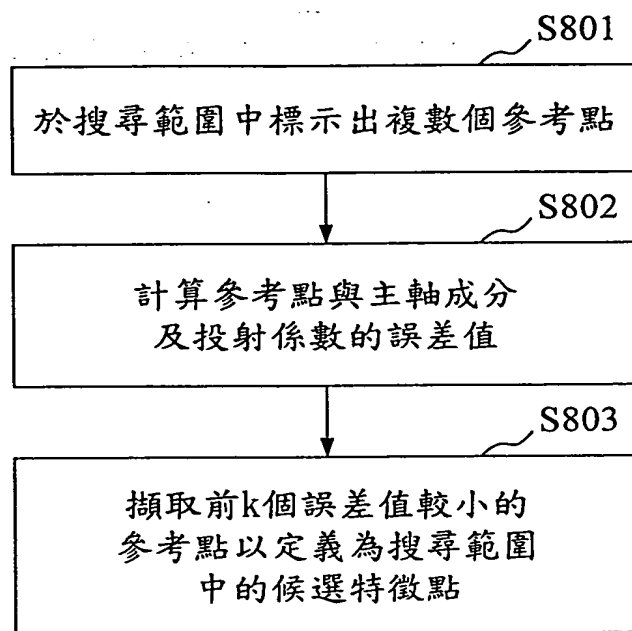 S801
於搜尋範圍中標示出複數個參考點
S802
計算參考點與主軸成分
及投射係數的誤差值
S803
擷取前k個誤差值較小的
參考點以定義為搜尋範圍
中的候選特徵點